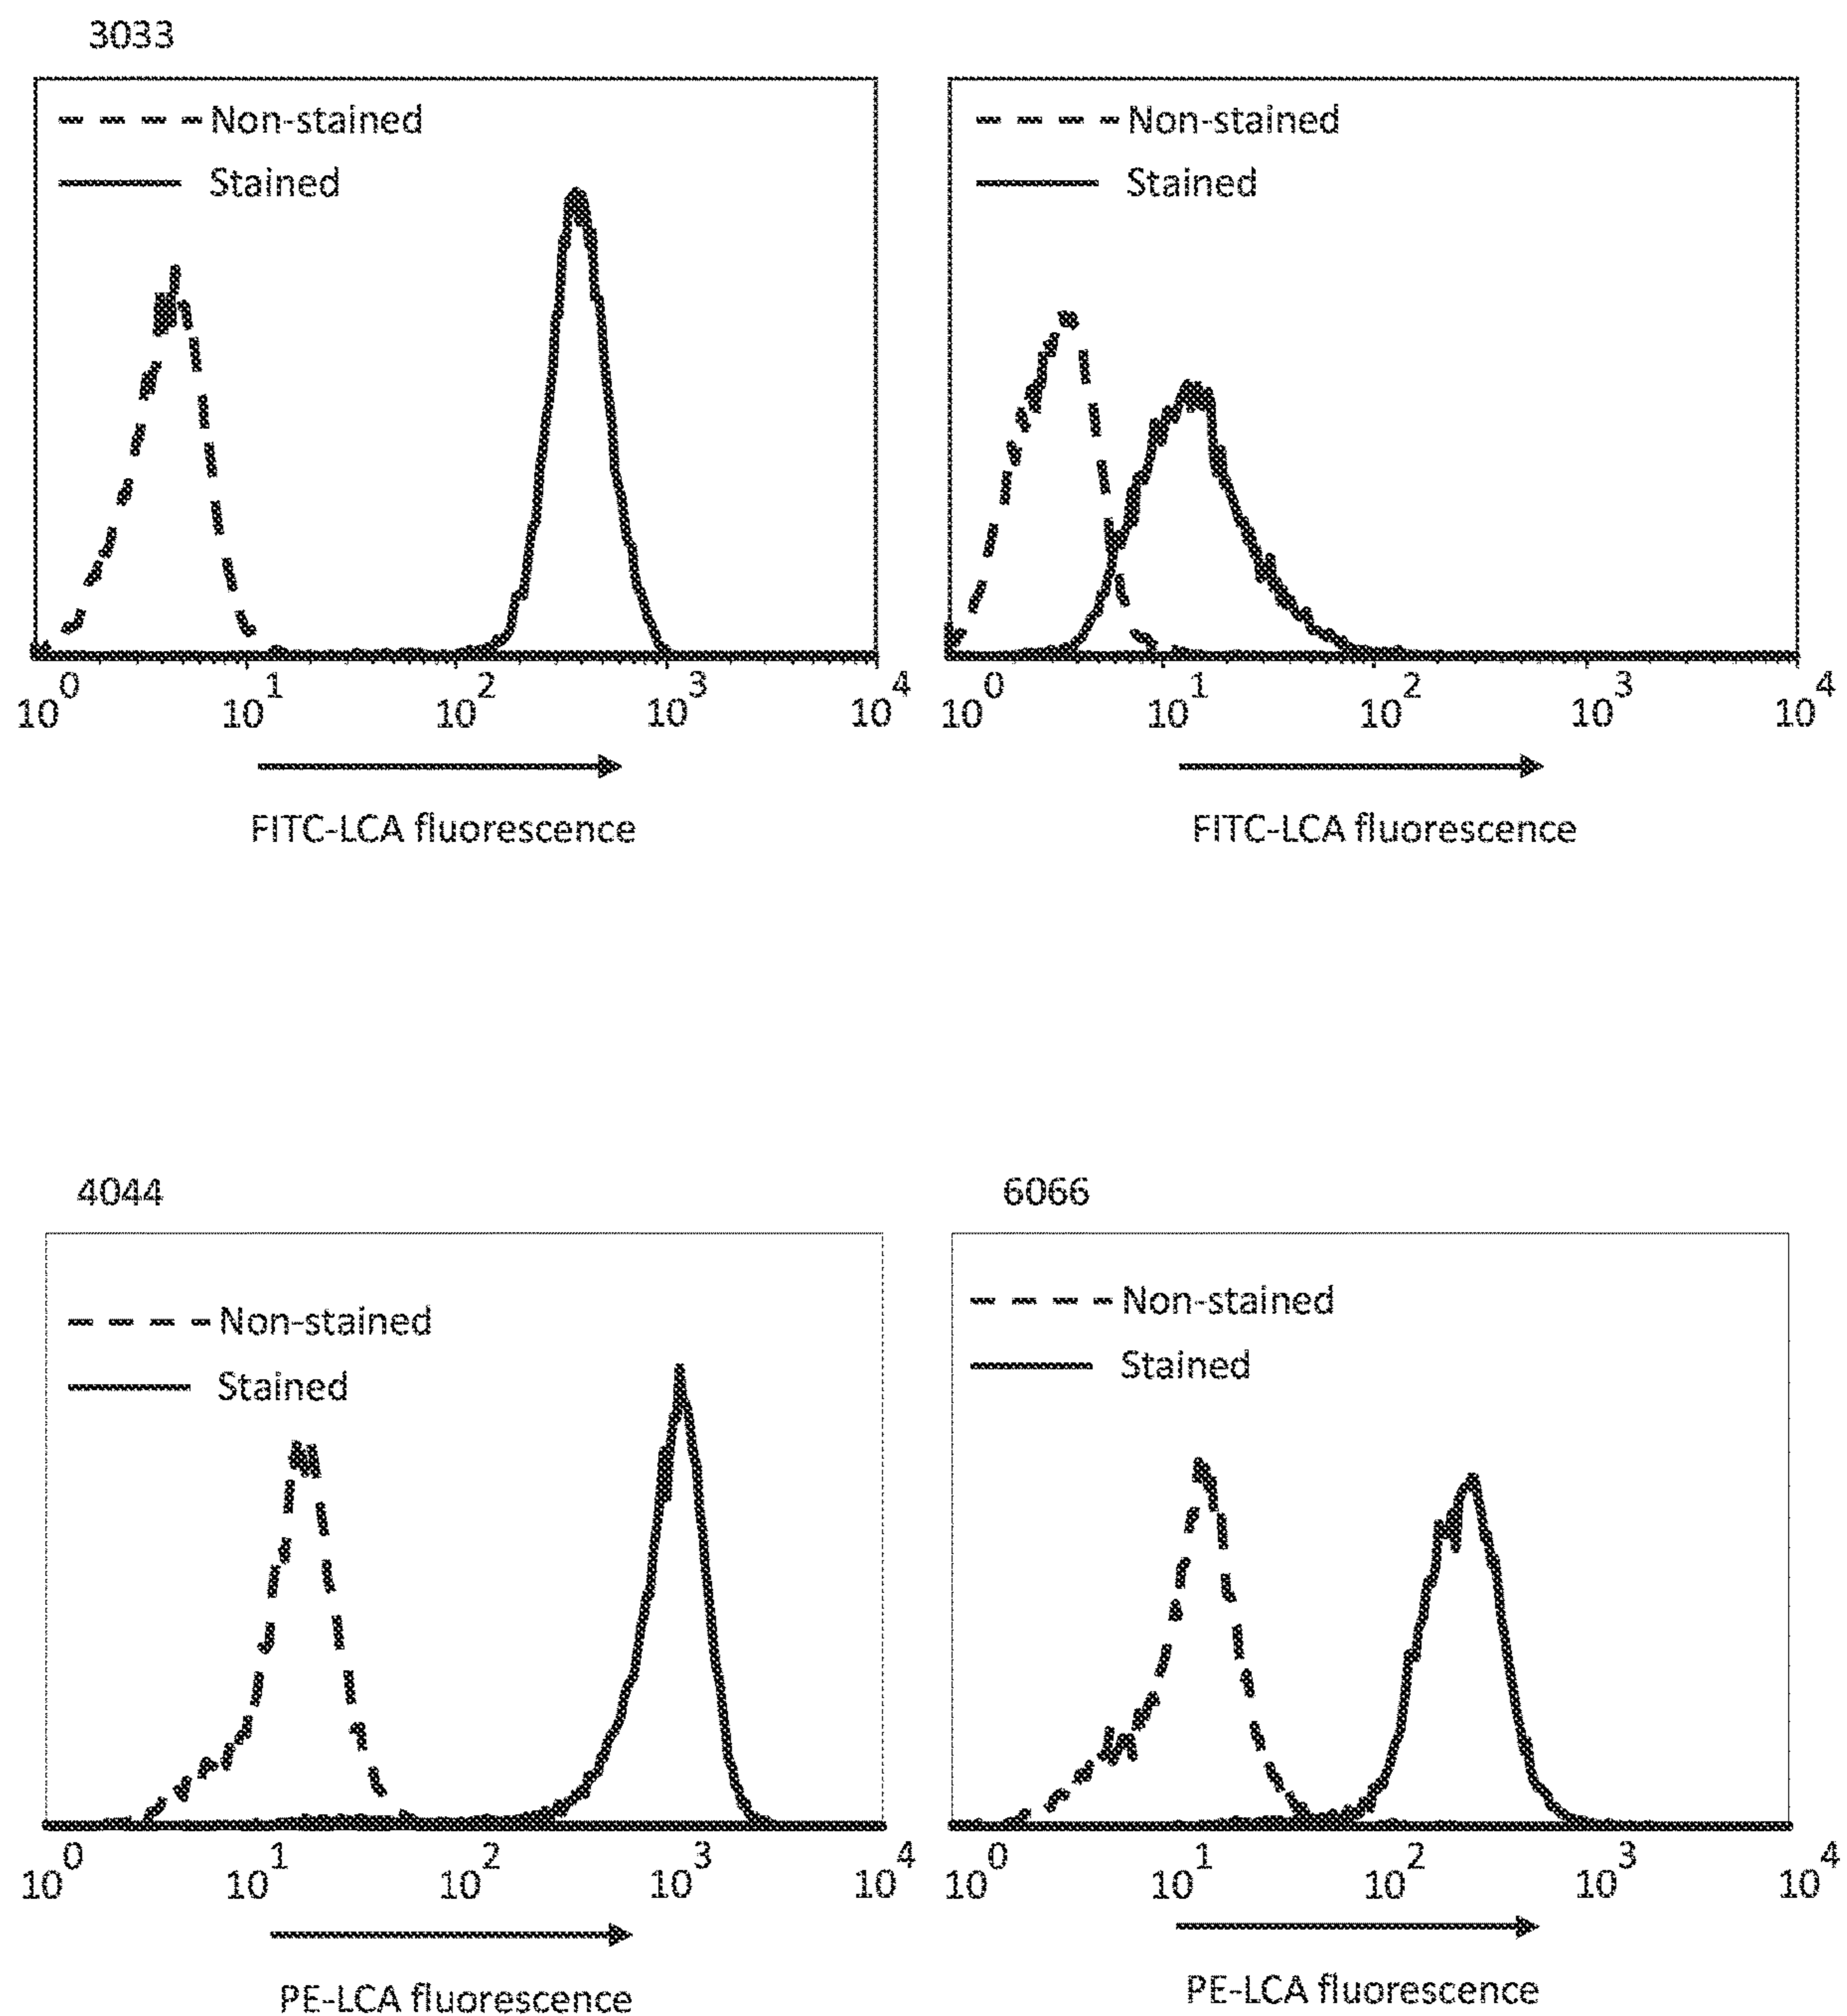 3033
Non-stained
Stained
10^0 10^1 10^2 10^3 10^4
FITC-LCA fluorescence
Non-stained
Stained
10^0 10^1 10^2 10^3 10^4
FITC-LCA fluorescence
4044
Non-stained
Stained
10^0 10^1 10^2 10^3 10^4
PE-LCA fluorescence
6066
Non-stained
Stained
10^0 10^1 10^2 10^3 10^4
PE-LCA fluorescence